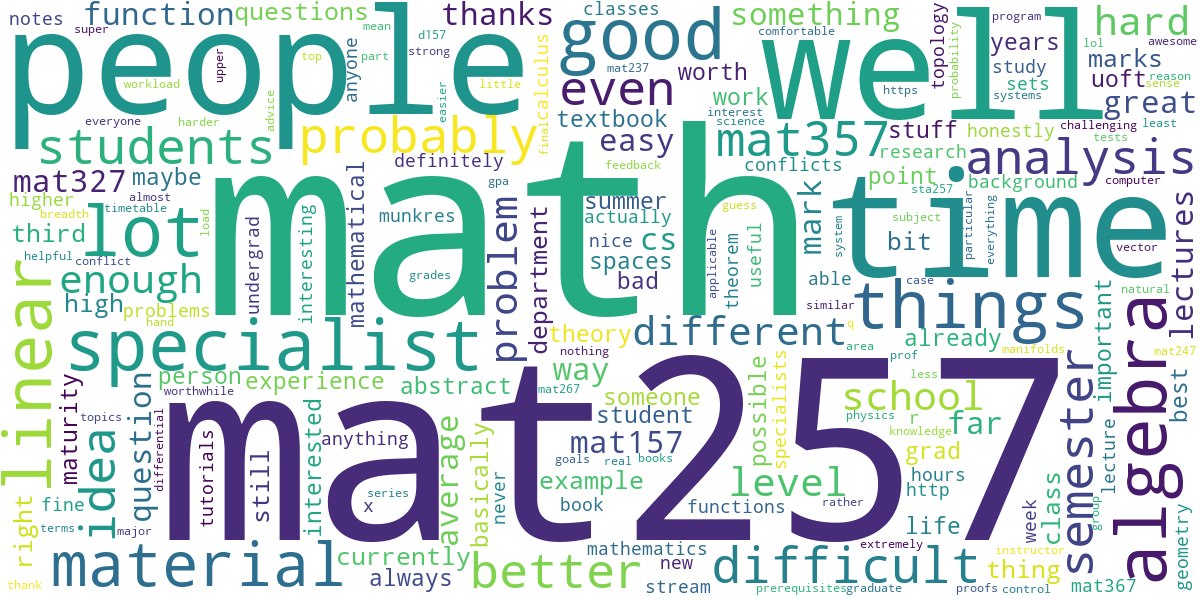 notes
super
function
questions
people
thanks
classes
good
something
comfortable
science
program
hard
years
lol
awesome
d157
mean
strong
top
part
workload
little
upper
anyone
calculus
final
easier
advice
mat237
worth
even
well
https
topology
probability
study
marks
uoft
sets
systems
reason
sense
great
everyone
harder
students
probably
definitely
textbook
work
interest
easy
mat357
stuff
honestly
challenging
least
tests
feedback
conflicts
research
analysis
mat327
maybe
higher
almost
breadth
timetable
third
helpful
conflict
lot
load
math
munkres
mathematical
gpa
summer
actually
nice
cs
spaces
bad
guess
sta257
point
background
computer
mark
subject
bit
system
time
particular
everything
vector
lectures
undergrad
interesting
grades
problem
department
applicable
theorem
useful
able
similar
case
natural
enough
high
problems
hand
linear
specialist
theory
different
nothing
things
q
area
already
prof
less
manifolds
important
mat247
algebra
person
experience
worthwhile
abstract
way
mat267
possible
specialists
someone
student
school
physics
r
knowledge
far
semester
best
maturity
topics
idea
question
differential
tutorials
still
interested
anything
series
x
average
basically
never
mat157
goals
real
books
example
book
level
functions
rather
grad
hours
http
life
week
class
lecture
group
geometry
right
fine
terms
major
mat257
thank
material
currently
always
better
mathematics
new
stream
difficult
extremely
prerequisites
graduate
thing
instructor
proofs
control
mat367